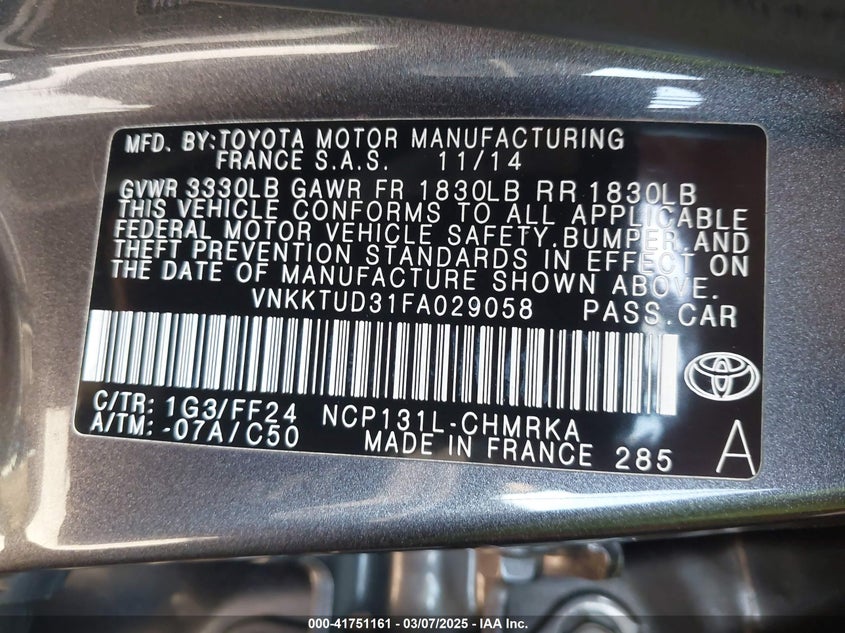 MFD. BY:TOYOTA MOTOR MANUFACTURING
FRANCE S.A.S. 11/14
GVWR 3330LB GAWR FR 1830LB RR 1830LB
THIS VEHICLE CONFORMS TO ALL APPLICABLE
FEDERAL MOTOR VEHICLE SAFETY,BUMPER,AND
THEFT PREVENTION STANDARDS IN EFFECT ON
THE DATE OF MANUFACTURE SHOWN ABOVE.
VNKKTUD31FA029058 PASS.CAR
C/TR: 1G3/FF24 NCP131L-CHMRKA
A/TM: -07A/C50 MADE IN FRANCE 285 A
000-41751161 - 03/07/2025 - IAA Inc.